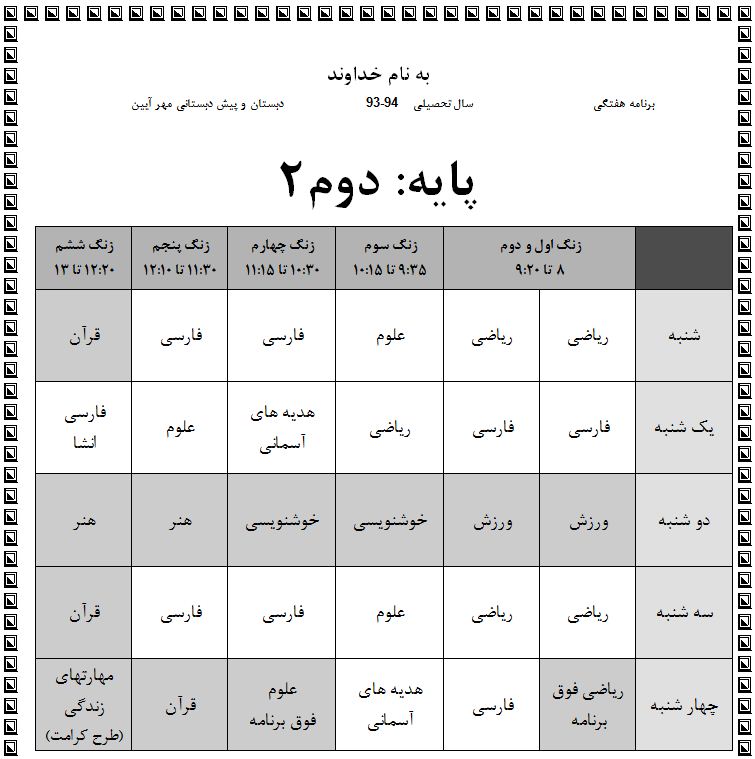 به نام خداوند
برنامه هفتگی سال تحصیلی 93-94 دبستان و پیش دبستانی مهر آیین
پایه: دوم۲
زنگ اول و دوم زنگ سوم زنگ چهارم زنگ پنجم زنگ ششم
۸ تا ۹:۲۰ ۹:۳۵ تا ۱۰:۱۵ ۱۰:۳۰ تا ۱۱:۱۵ ۱۱:۳۰ تا ۱۲:۱۰ ۱۲:۲۰ تا ۱۳
شنبه ریاضی ریاضی علوم فارسی فارسی قرآن
یک شنبه فارسی فارسی ریاضی هدیه های آسمانی علوم فارسی انشا
دو شنبه ورزش ورزش خوشنویسی خوشنویسی هنر هنر
سه شنبه ریاضی ریاضی علوم فارسی فارسی قرآن
چهار شنبه ریاضی فوق برنامه فارسی هدیه های آسمانی علوم فوق برنامه قرآن مهارتهای زندگی (طرح کرامت)